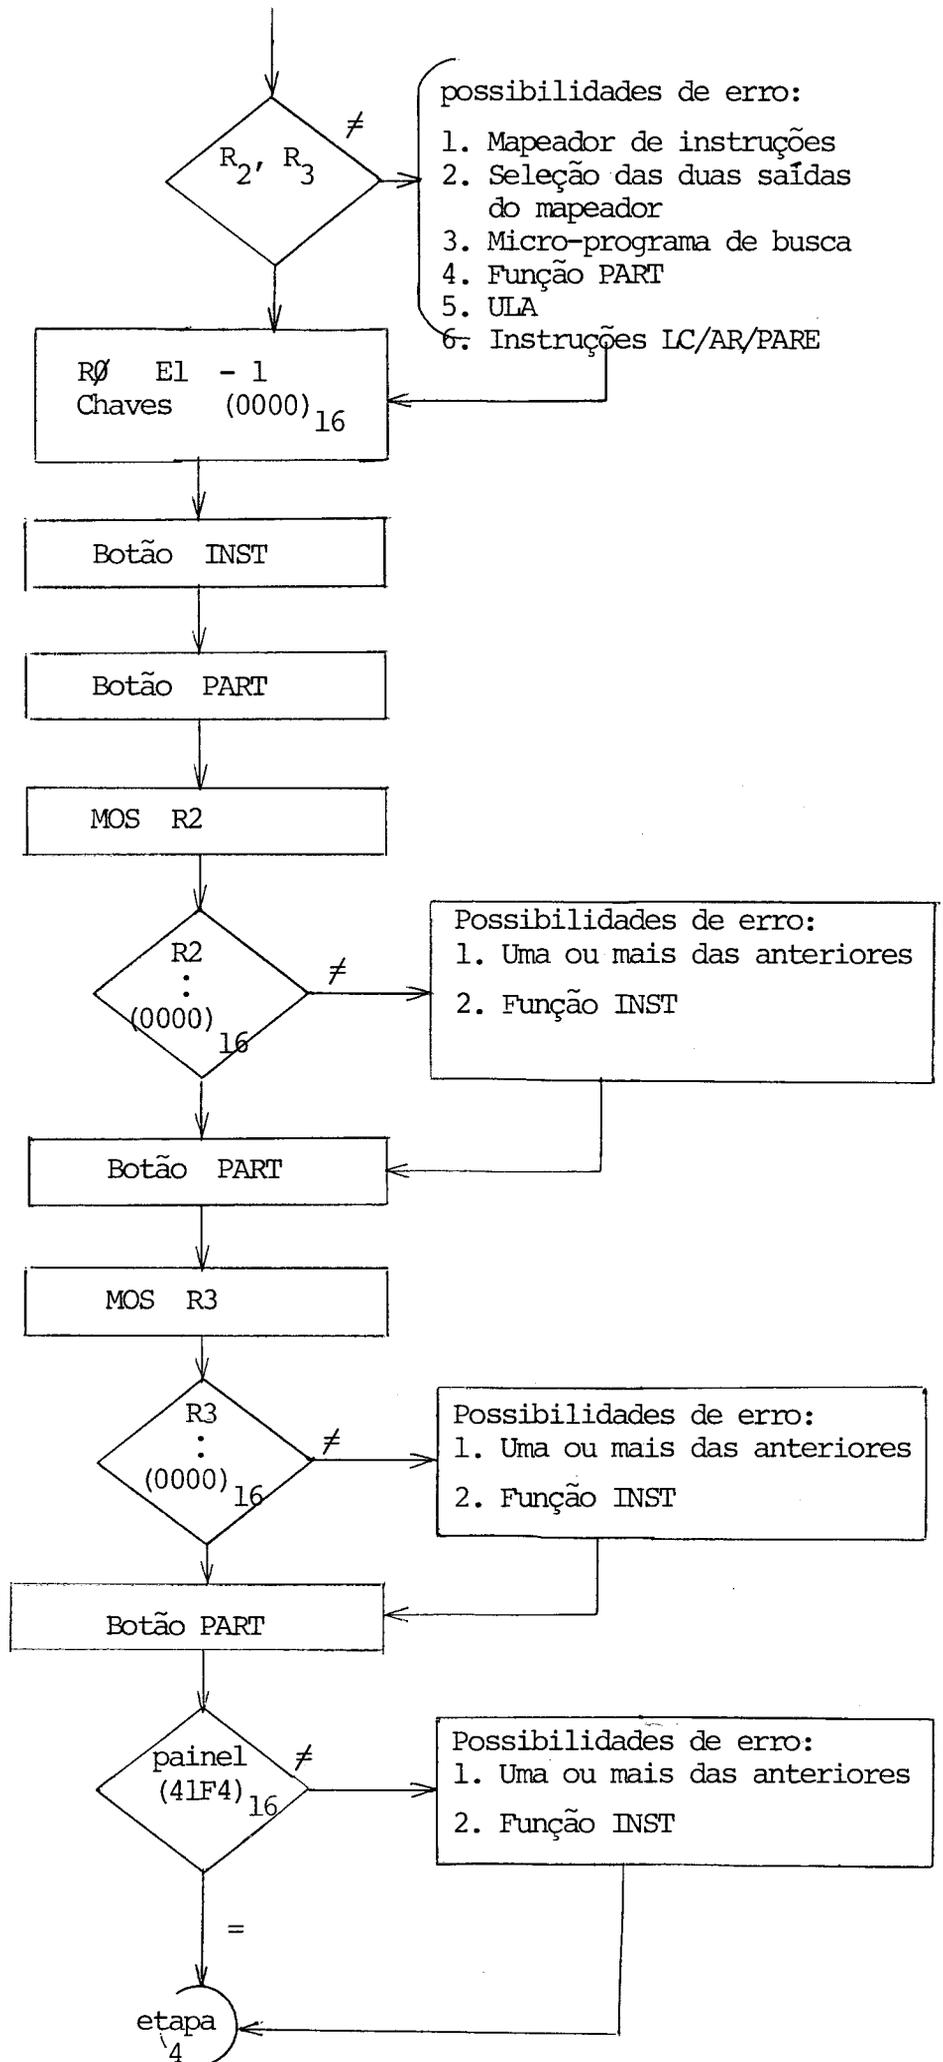 ≠
R2, R3
possibilidades de erro:
1. Mapeador de instruções
2. Seleção das duas saídas
do mapeador
3. Micro-programa de busca
4. Função PART
5. ULA
6. Instruções LC/AR/PARE
RØ El - 1
Chaves (0000)16
Botão INST
Botão PART
MOS R2
R2
:
(0000)16
≠
Possibilidades de erro:
1. Uma ou mais das anteriores
2. Função INST
Botão PART
MOS R3
R3
:
(0000)16
≠
Possibilidades de erro:
1. Uma ou mais das anteriores
2. Função INST
Botão PART
painel
(41F4)16
≠
Possibilidades de erro:
1. Uma ou mais das anteriores
2. Função INST
=
etapa
4